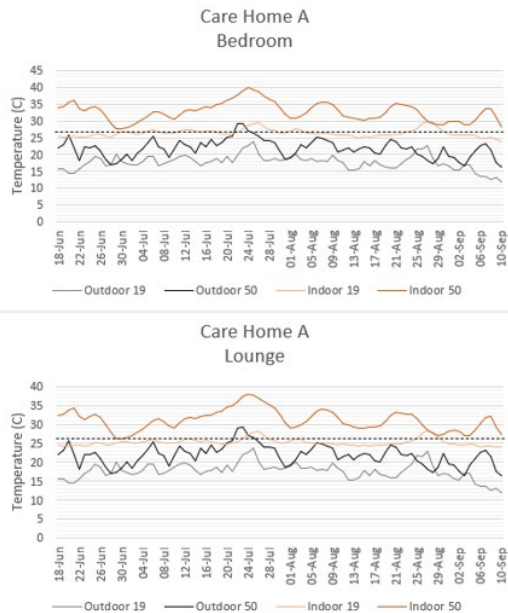 Care Home A
Bedroom
Temperature (C)
45
40
35
30
25
20
15
10
5
0
18-Jun
22-Jun
26-Jun
30-Jun
04-Jul
08-Jul
12-Jul
16-Jul
20-Jul
24-Jul
28-Jul
01-Aug
05-Aug
09-Aug
13-Aug
17-Aug
21-Aug
25-Aug
29-Aug
02-Sep
06-Sep
10-Sep
Outdoor 19 Outdoor 50 Indoor 19 Indoor 50
Care Home A
Lounge
Temperature (C)
40
35
30
25
20
15
10
5
0
18-Jun
22-Jun
26-Jun
30-Jun
04-Jul
08-Jul
12-Jul
16-Jul
20-Jul
24-Jul
28-Jul
01-Aug
05-Aug
09-Aug
13-Aug
17-Aug
21-Aug
25-Aug
29-Aug
02-Sep
06-Sep
10-Sep
Outdoor 19 Outdoor 50 Indoor 19 Indoor 50